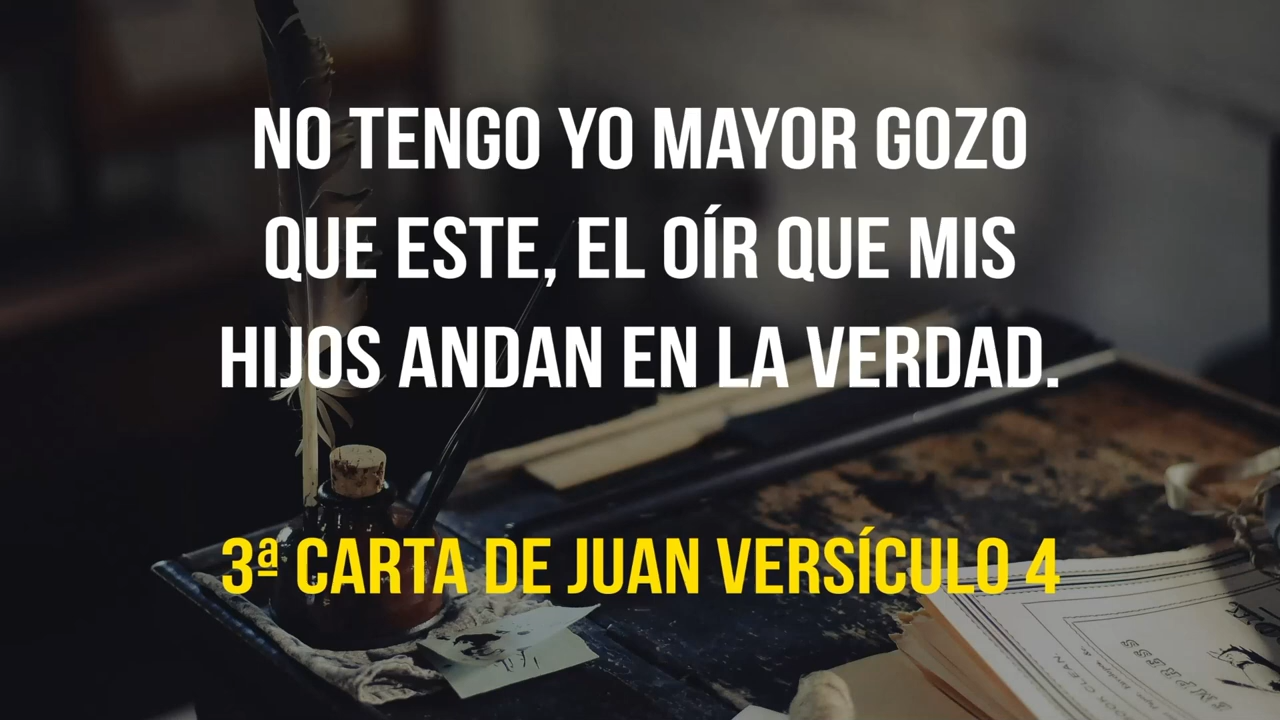 NO TENGO YO MAYOR GOZO
QUE ESTE, EL OÍR QUE MIS
HIJOS ANDAN EN LA VERDAD.
3ª CARTA DE JUAN VERSÍCULO 4
EMPRESS